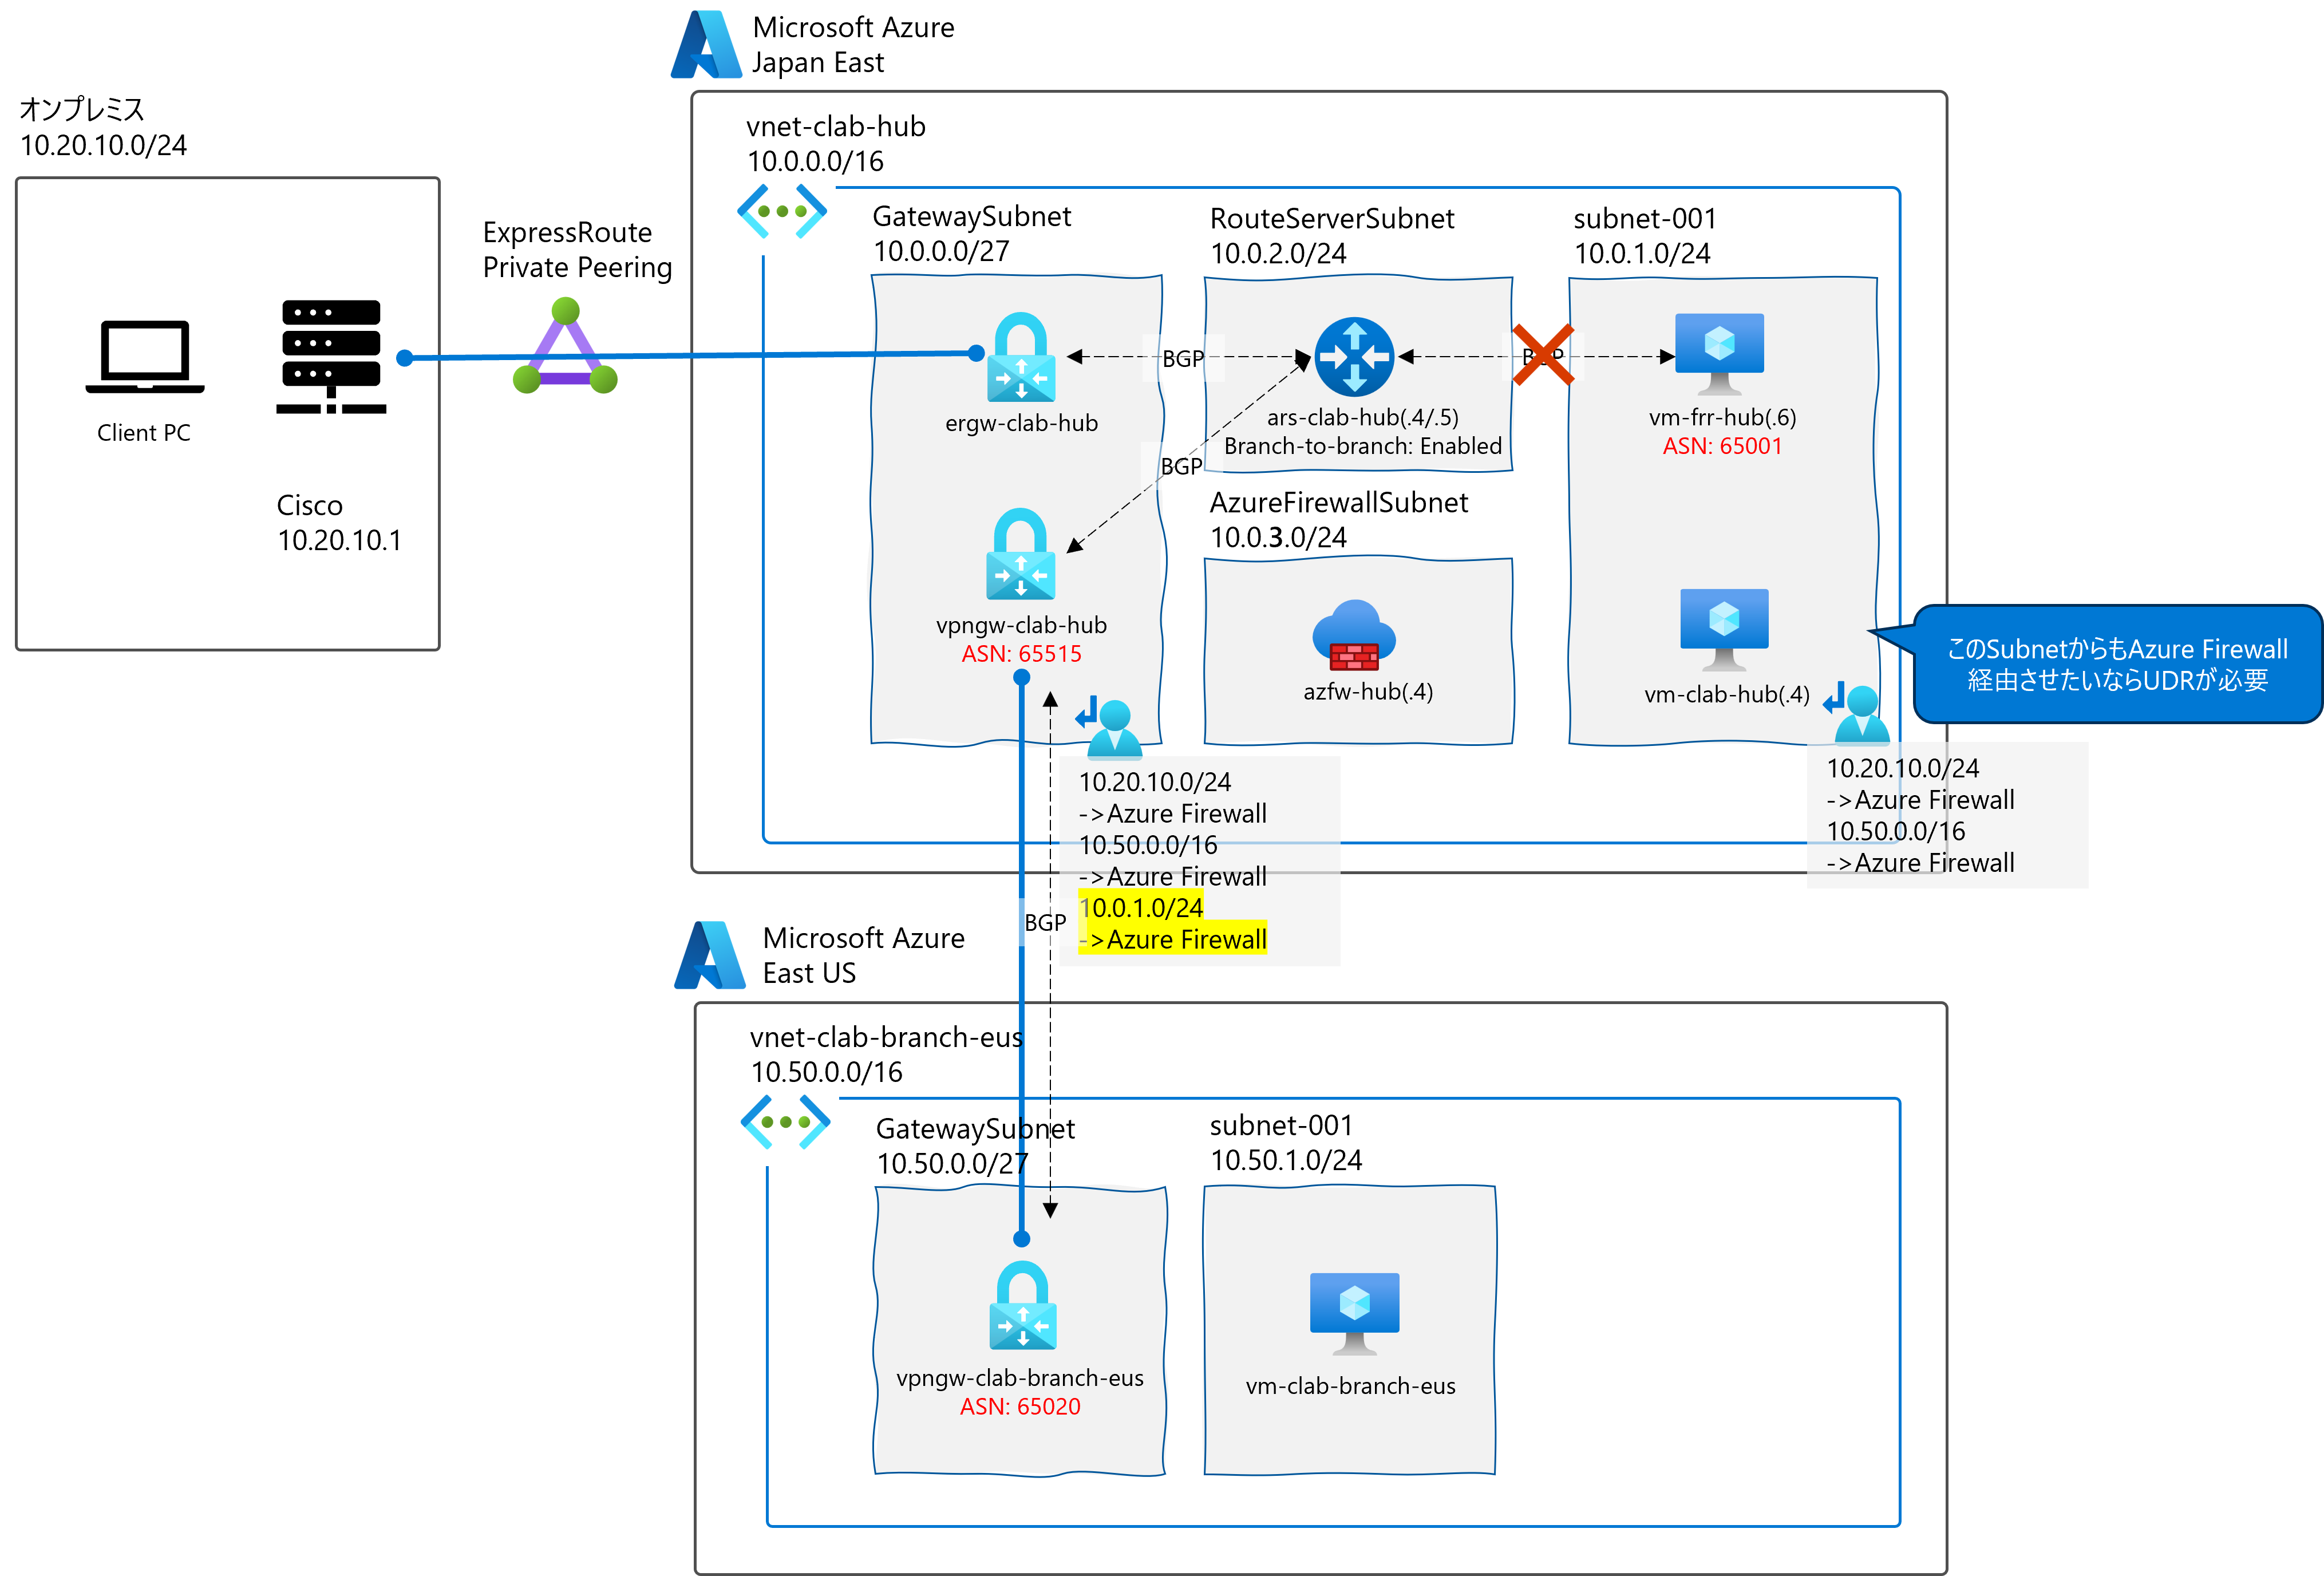 Microsoft Azure
Japan East
オンプレミス
10.20.10.0/24
Client PC
Cisco
10.20.10.1
ExpressRoute
Private Peering
vnet-clab-hub
10.0.0.0/16
GatewaySubnet
10.0.0.0/27
ergw-clab-hub
vpngw-clab-hub
ASN: 65515
BGP
BGP
RouteServerSubnet
10.0.2.0/24
ars-clab-hub(.4/.5)
Branch-to-branch: Enabled
BGP
AzureFirewallSubnet
10.0.3.0/24
azfw-hub(.4)
subnet-001
10.0.1.0/24
vm-frr-hub(.6)
ASN: 65001
vm-clab-hub(.4)
このSubnetからもAzure Firewall
経由させたいならUDRが必要
10.20.10.0/24
->Azure Firewall
10.50.0.0/16
->Azure Firewall
10.0.1.0/24
->Azure Firewall
10.20.10.0/24
->Azure Firewall
10.50.0.0/16
->Azure Firewall
BGP
Microsoft Azure
East US
vnet-clab-branch-eus
10.50.0.0/16
GatewaySubnet
10.50.0.0/27
vpngw-clab-branch-eus
ASN: 65020
subnet-001
10.50.1.0/24
vm-clab-branch-eus